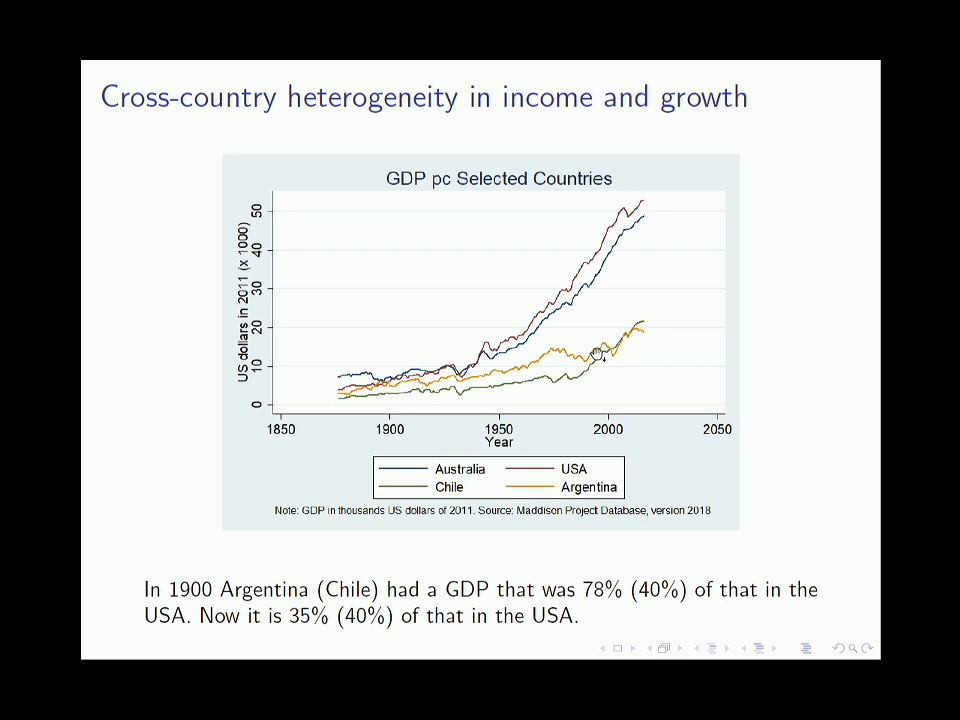 Cross-country heterogeneity in income and growth
GDP pc Selected Countries
US dollars in 2011 (x 1000)
50
40
30
20
10
0
1850 1900 1950 2000 2050
Year
Australia USA
Chile Argentina
Note: GDP in thousands US dollars of 2011. Source: Maddison Project Database, version 2018
In 1900 Argentina (Chile) had a GDP that was 78% (40%) of that in the
USA. Now it is 35% (40%) of that in the USA.